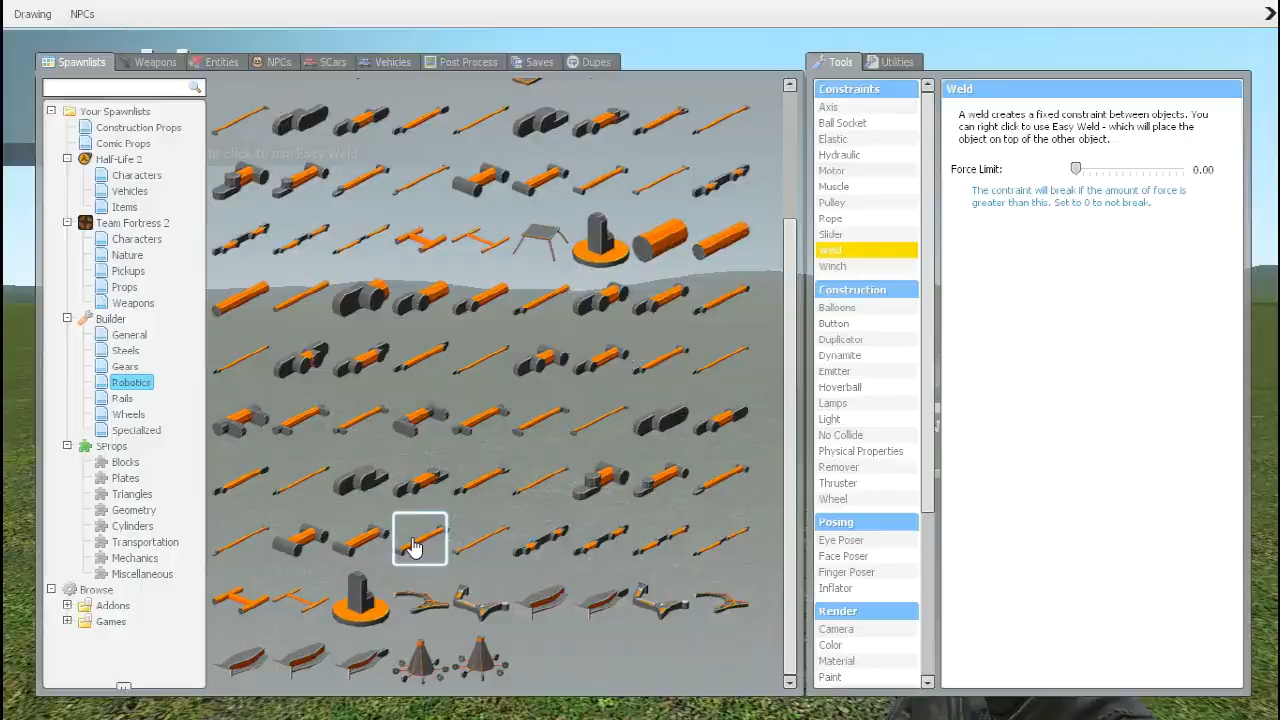 Drawing NPCs
Spawnlists Weapons Entities NPCs SCars Vehicles Post Process Saves Dupes
Your Spawnlists
Construction Props
Comic Props
Half-Life 2
Characters
Vehicles
Items
Team Fortress 2
Characters
Nature
Pickups
Props
Weapons
Builder
General
Steels
Gears
Robotics
Rails
Wheels
Specialized
SProps
Blocks
Plates
Triangles
Geometry
Cylinders
Transportation
Mechanics
Miscellaneous
Browse
Addons
Games
click to use Easy Weld
Tools Utilities
Constraints
Axis
Ball Socket
Elastic
Hydraulic
Motor
Muscle
Pulley
Rope
Slider
Weld
Winch
Construction
Balloons
Button
Duplicator
Dynamite
Emitter
Hoverball
Lamps
Light
No Collide
Physical Properties
Remover
Thruster
Wheel
Posing
Eye Poser
Face Poser
Finger Poser
Inflator
Render
Camera
Color
Material
Paint
Weld
A weld creates a fixed constraint between objects. You
can right click to use Easy Weld - which will place the
object on top of the other object.
Force Limit: 0.00
The contraint will break if the amount of force is
greater than this. Set to 0 to not break.